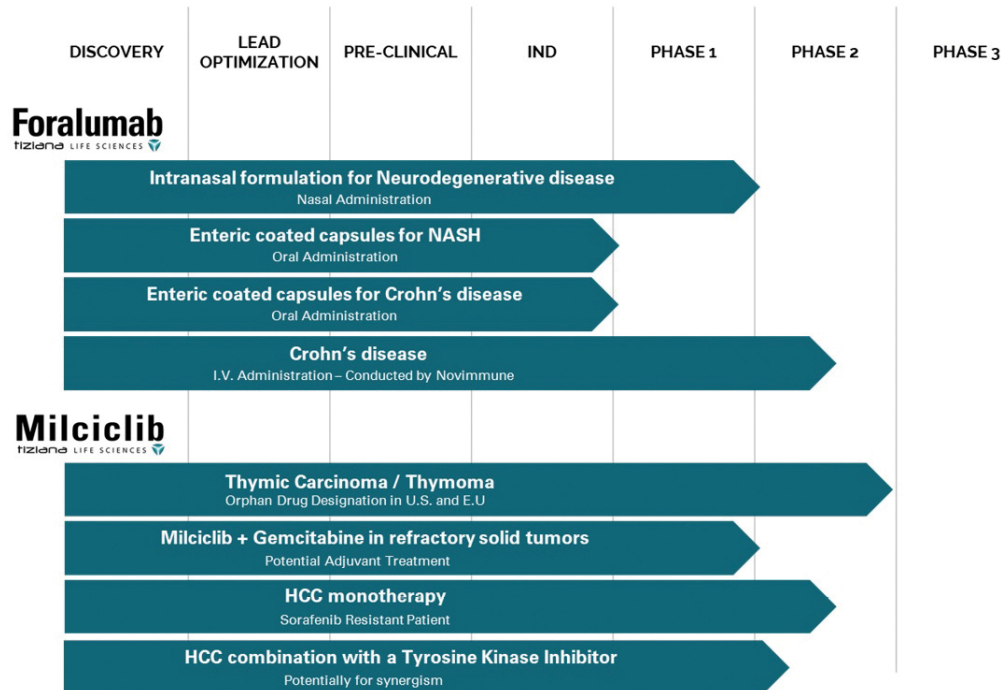 DISCOVERY
LEAD
OPTIMIZATION
PRE-CLINICAL
IND
PHASE 1
PHASE 2
PHASE 3
Foralumab
tiziana LIFE SCIENCES
Intranasal formulation for Neurodegenerative disease
Nasal Administration
Enteric coated capsules for NASH
Oral Administration
Enteric coated capsules for Crohn's disease
Oral Administration
Crohn's disease
I.V. Administration – Conducted by Novimmune
Milciclib
tiziana LIFE SCIENCES
Thymic Carcinoma / Thymoma
Orphan Drug Designation in U.S. and E.U
Milciclib + Gemcitabine in refractory solid tumors
Potential Adjuvant Treatment
HCC monotherapy
Sorafenib Resistant Patient
HCC combination with a Tyrosine Kinase Inhibitor
Potentially for synergism